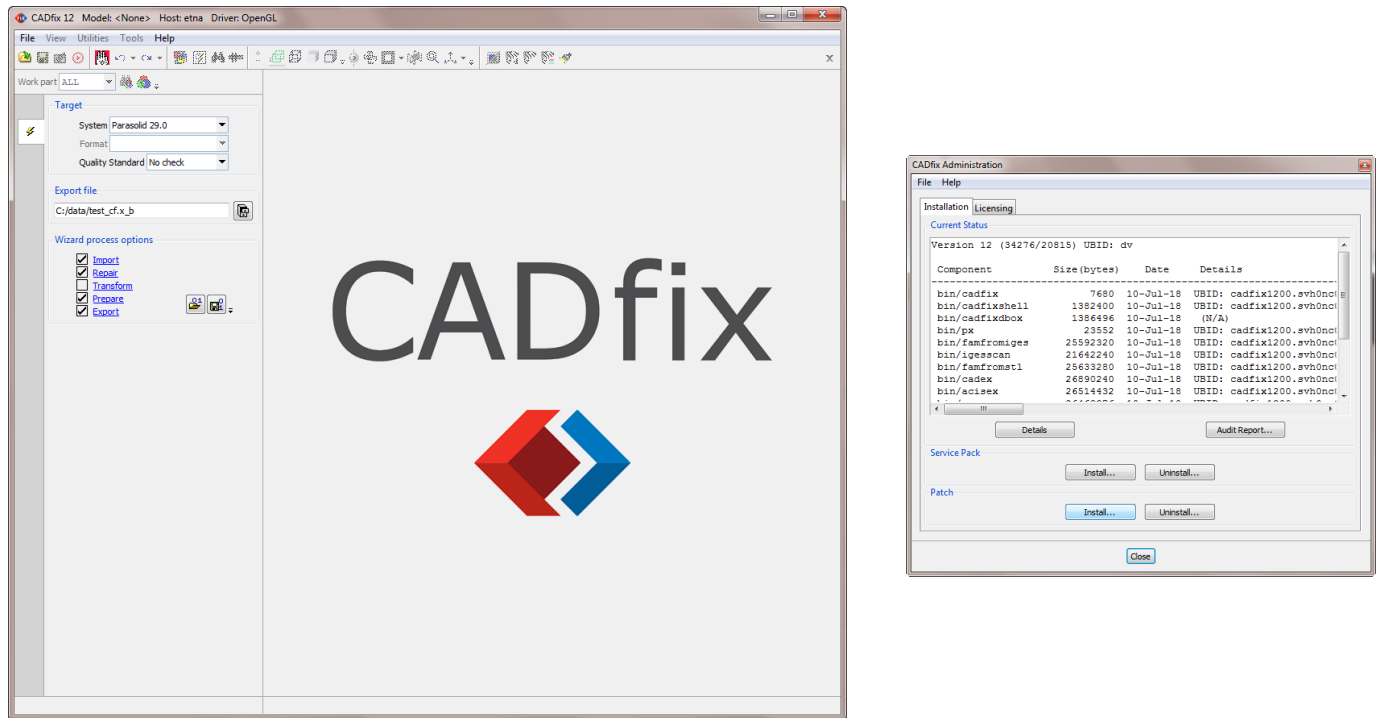 CADfix 12 Model: <None> Host: etna Driver: OpenGL
File View Utilities Tools Help
Work part ALL
Target
System Parasolid 29.0
Format
Quality Standard No check
Export file
C:/data/test_cf.x_b
Wizard process options
Import
Repair
Transform
Prepare
Export
CADfix
CADfix Administration
File Help
Installation Licensing
Current Status
Version 12 (34276/20815) UBID: dv
Component Size(bytes) Date Details
bin/cadfix 7680 10-Jul-18 UBID: cadfix1200.svh0nc
bin/cadfixshell 1382400 10-Jul-18 UBID: cadfix1200.svh0nc
bin/cadfixdbox 1386496 10-Jul-18 (N/A)
bin/px 23552 10-Jul-18 UBID: cadfix1200.svh0nc
bin/famfromiges 25592320 10-Jul-18 UBID: cadfix1200.svh0nc
bin/igesscan 21642240 10-Jul-18 UBID: cadfix1200.svh0nc
bin/famfromstl 25633280 10-Jul-18 UBID: cadfix1200.svh0nc
bin/cadex 26890240 10-Jul-18 UBID: cadfix1200.svh0nc
bin/acisex 26514432 10-Jul-18 UBID: cadfix1200.svh0nc
Details Audit Report...
Service Pack
Install... Uninstall...
Patch
Install... Uninstall...
Close